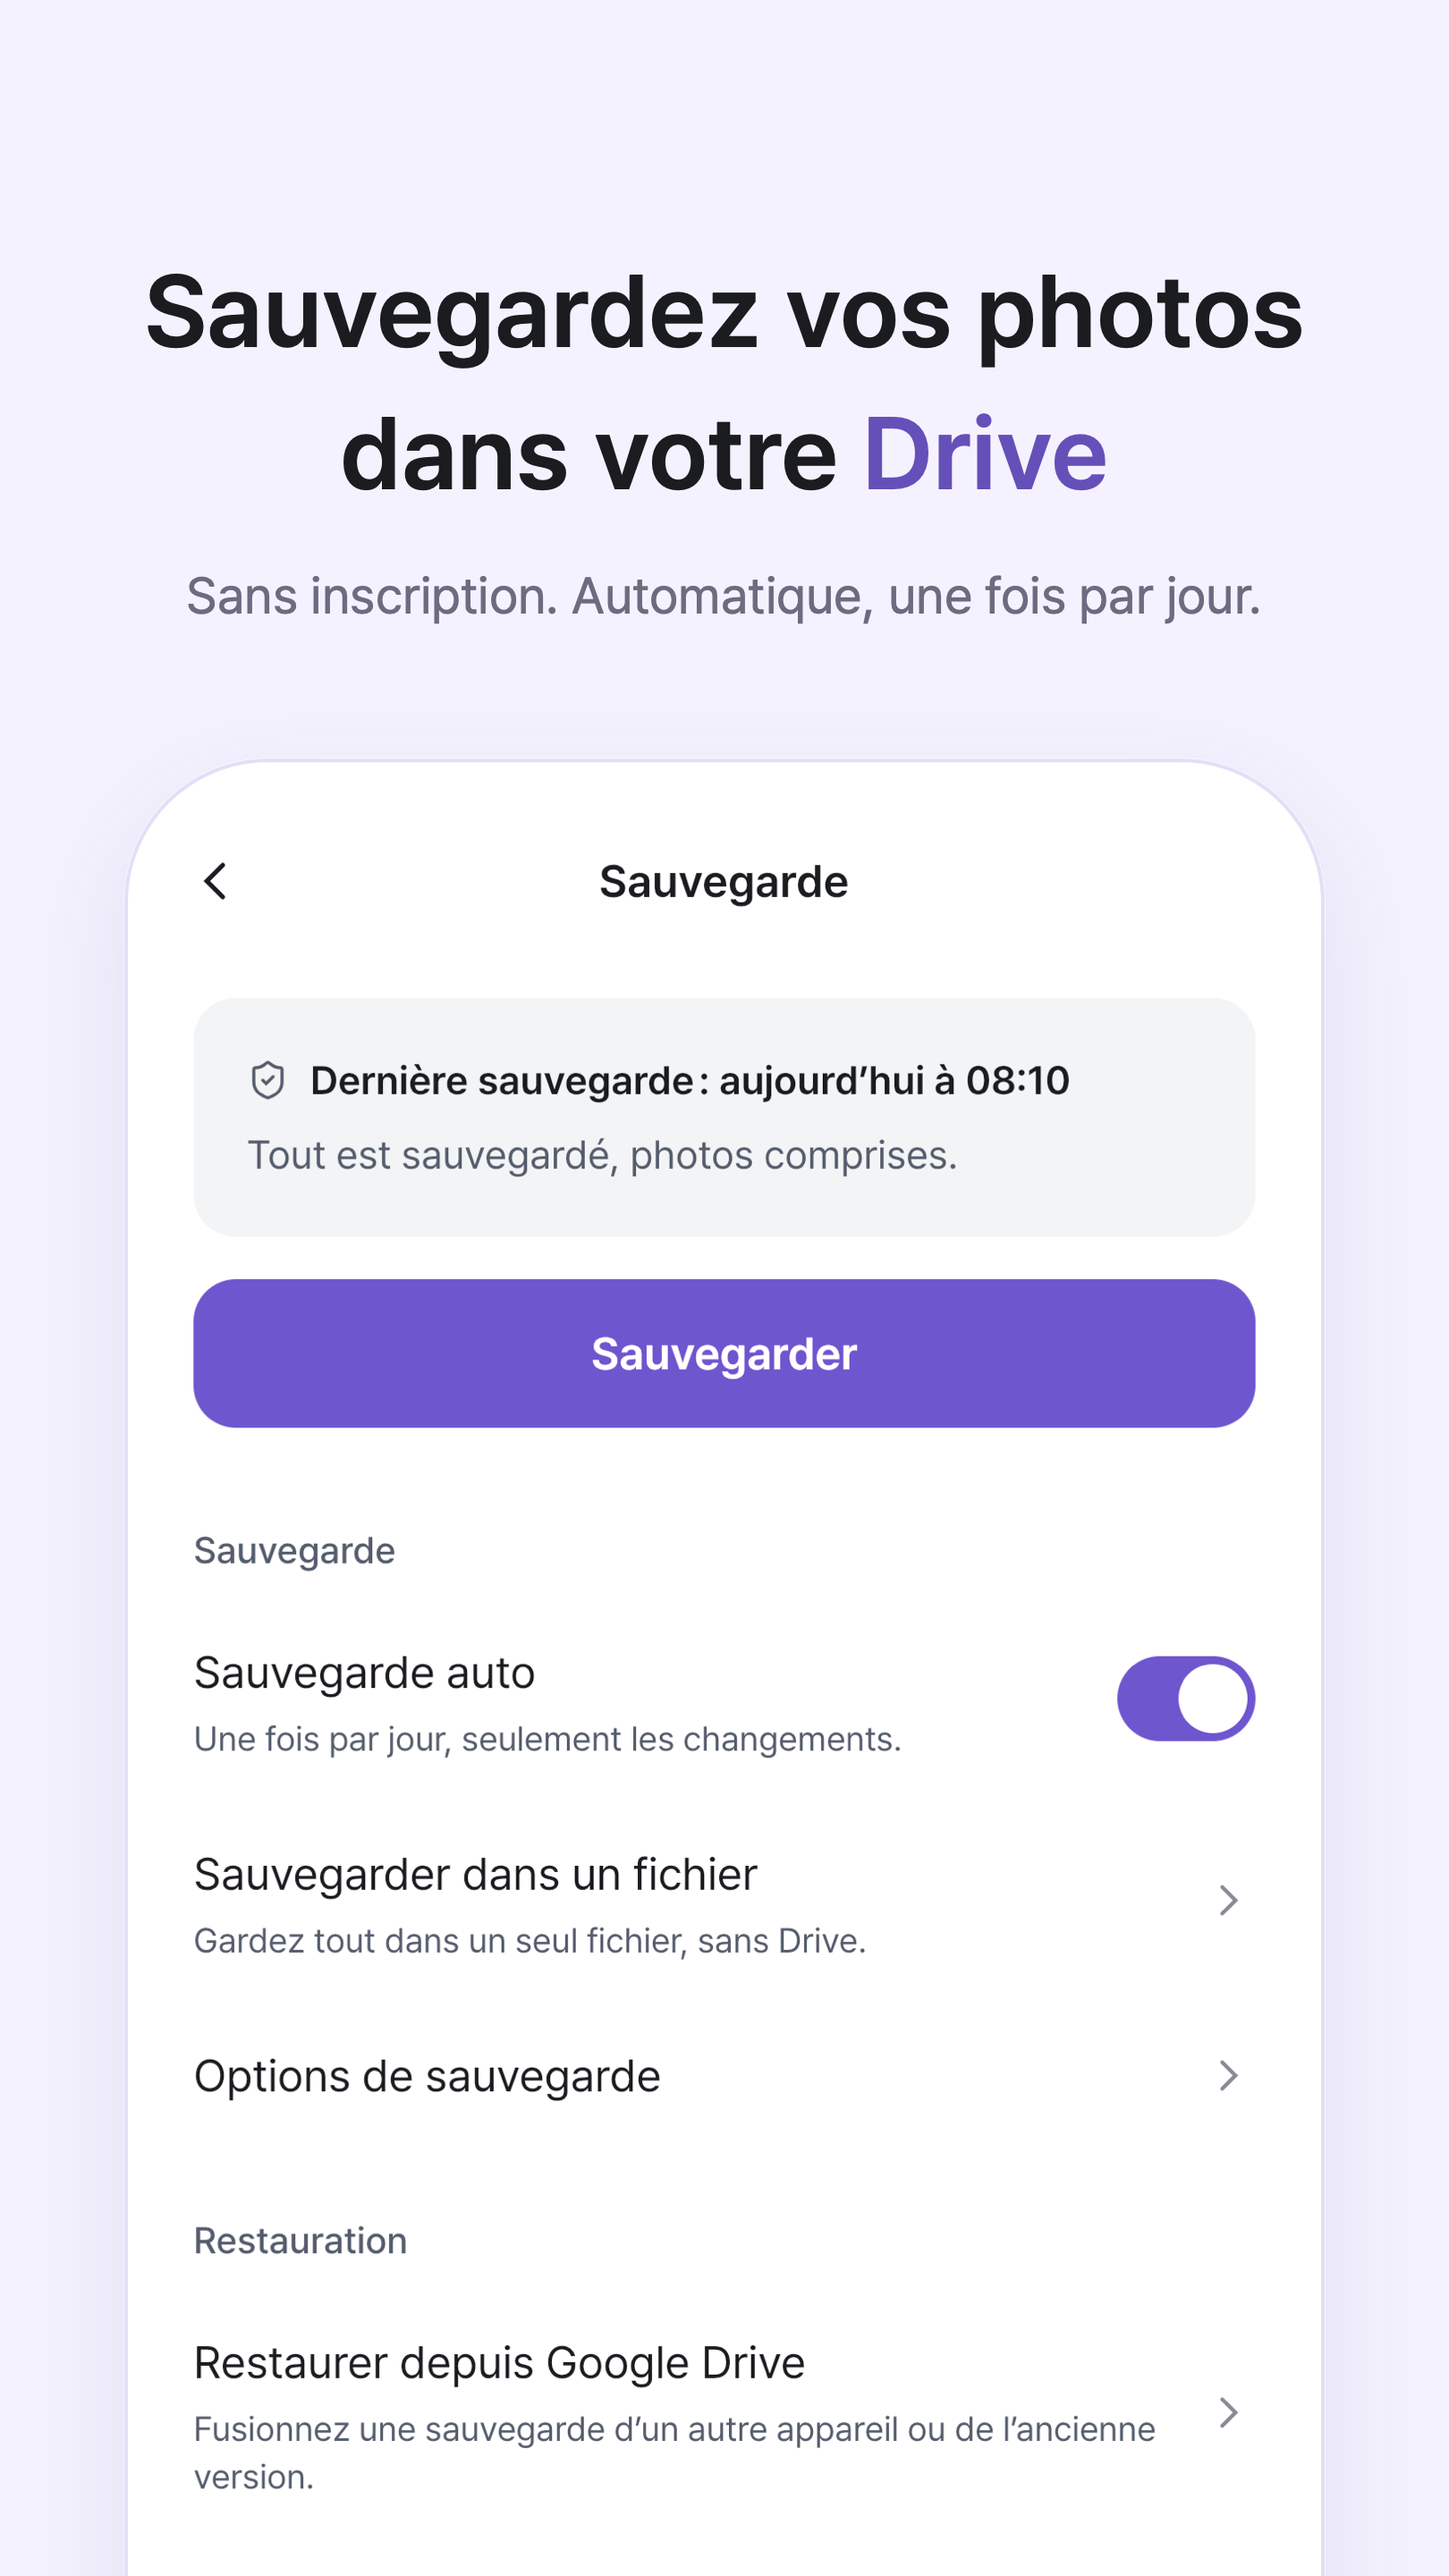 Sauvegardez vos photos
dans votre Drive
Sans inscription. Automatique, une fois par jour.
Sauvegarde
Dernière sauvegarde : aujourd’hui à 08:10
Tout est sauvegardé, photos comprises.
Sauvegarder
Sauvegarde
Sauvegarde auto
Une fois par jour, seulement les changements.
Sauvegarder dans un fichier
Gardez tout dans un seul fichier, sans Drive.
Options de sauvegarde
Restauration
Restaurer depuis Google Drive
Fusionnez une sauvegarde d’un autre appareil ou de l’ancienne
version.